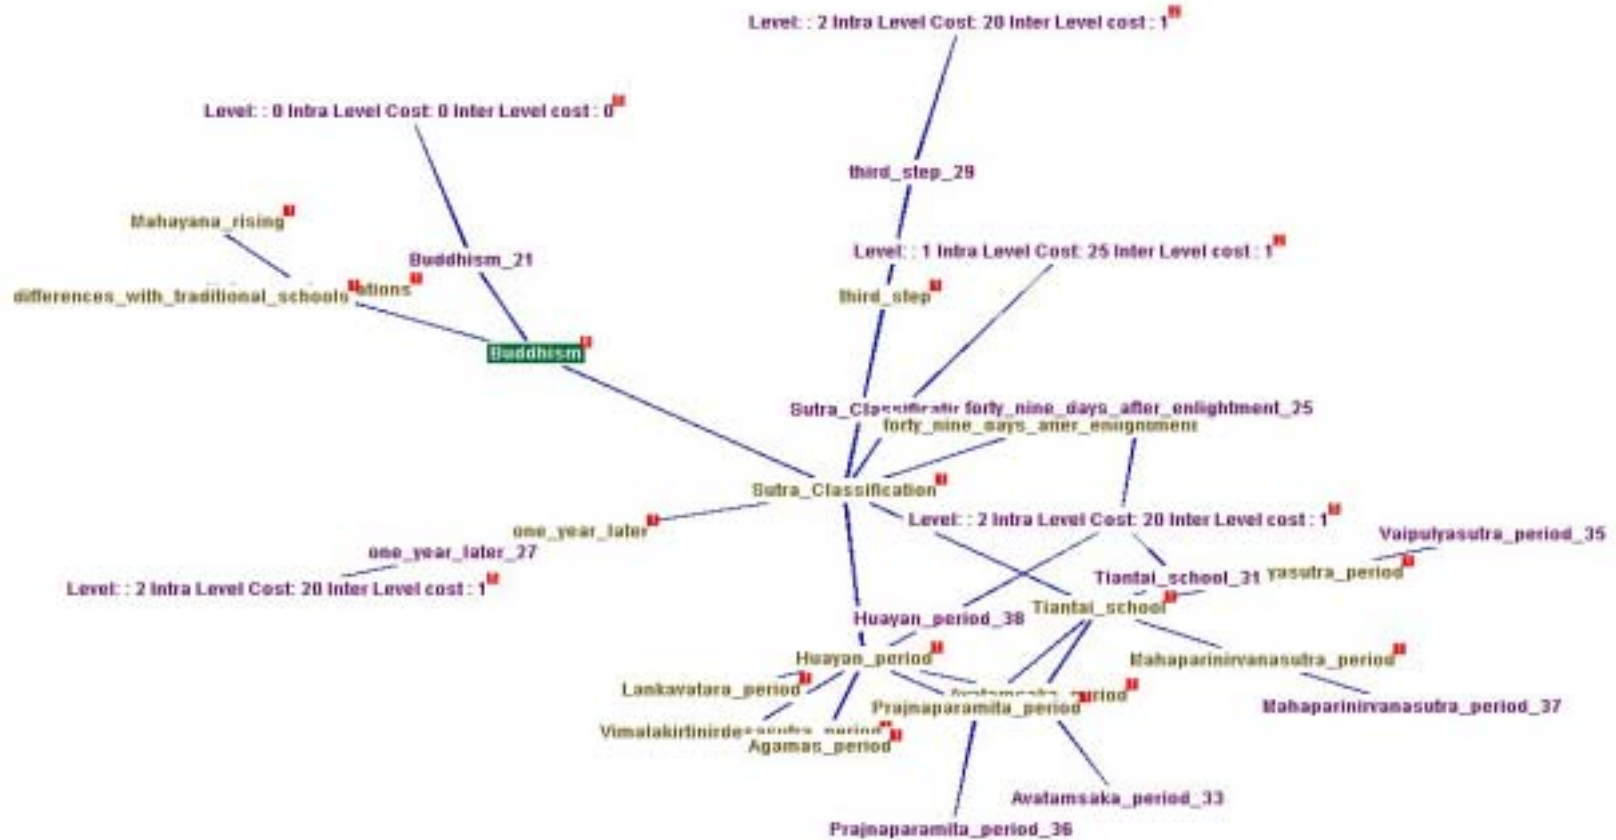 Level: : 2 Intra Level Cost: 20 Inter Level cost : 1
Level: : 0 Intra Level Cost: 0 Inter Level cost : 0
third_step_29
Mahayana_rising
Level: : 1 Intra Level Cost: 25 Inter Level cost : 1
Buddhism_21
differences_with_traditional_schools
third_step
Buddhism
forty_nine_days_after_enlightment_25
forty_nine_days_after_enlightment
Sutra_Classification
Level: : 2 Intra Level Cost: 20 Inter Level cost : 1
one_year_later
Vaipulyasutra_period_35
one_year_later_27
yasutra_period
Tiantai_school_31
Level: : 2 Intra Level Cost: 20 Inter Level cost : 1
Tiantai_school
Huayan_period_38
Huayan_period
Mahaparinirvanasutra_period
Lankavatara_period
Prajnaparamita_period
Mahaparinirvanasutra_period_37
Agamas_period
Avatamsaka_period_33
Prajnaparamita_period_36